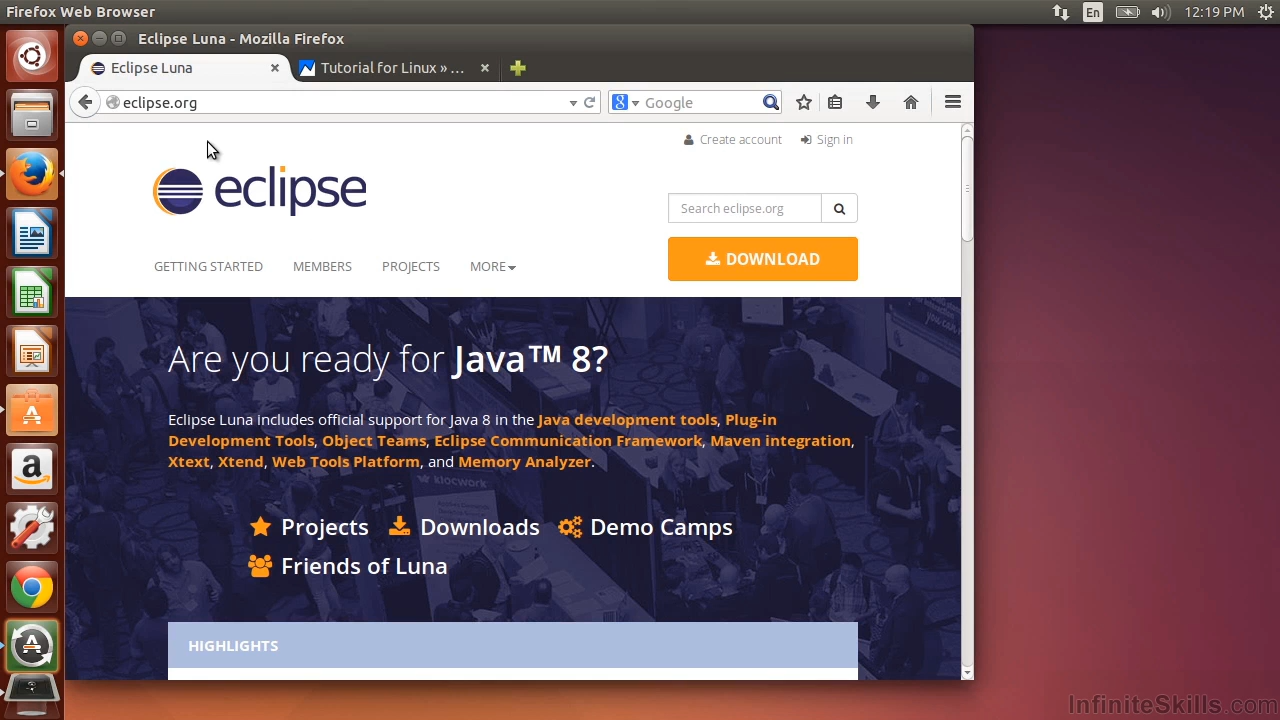 Firefox Web Browser
En
12:19 PM
Eclipse Luna - Mozilla Firefox
Eclipse Luna
Tutorial for Linux » ...
eclipse.org
8
Google
Create account
Sign in
eclipse
Search eclipse.org
DOWNLOAD
GETTING STARTED
MEMBERS
PROJECTS
MORE
Are you ready for Java™ 8?
Eclipse Luna includes official support for Java 8 in the Java development tools, Plug-in
Development Tools, Object Teams, Eclipse Communication Framework, Maven integration,
Xtext, Xtend, Web Tools Platform, and Memory Analyzer.
klocwork
Projects
Downloads
Demo Camps
Friends of Luna
HIGHLIGHTS
a
InfiniteSkills.com